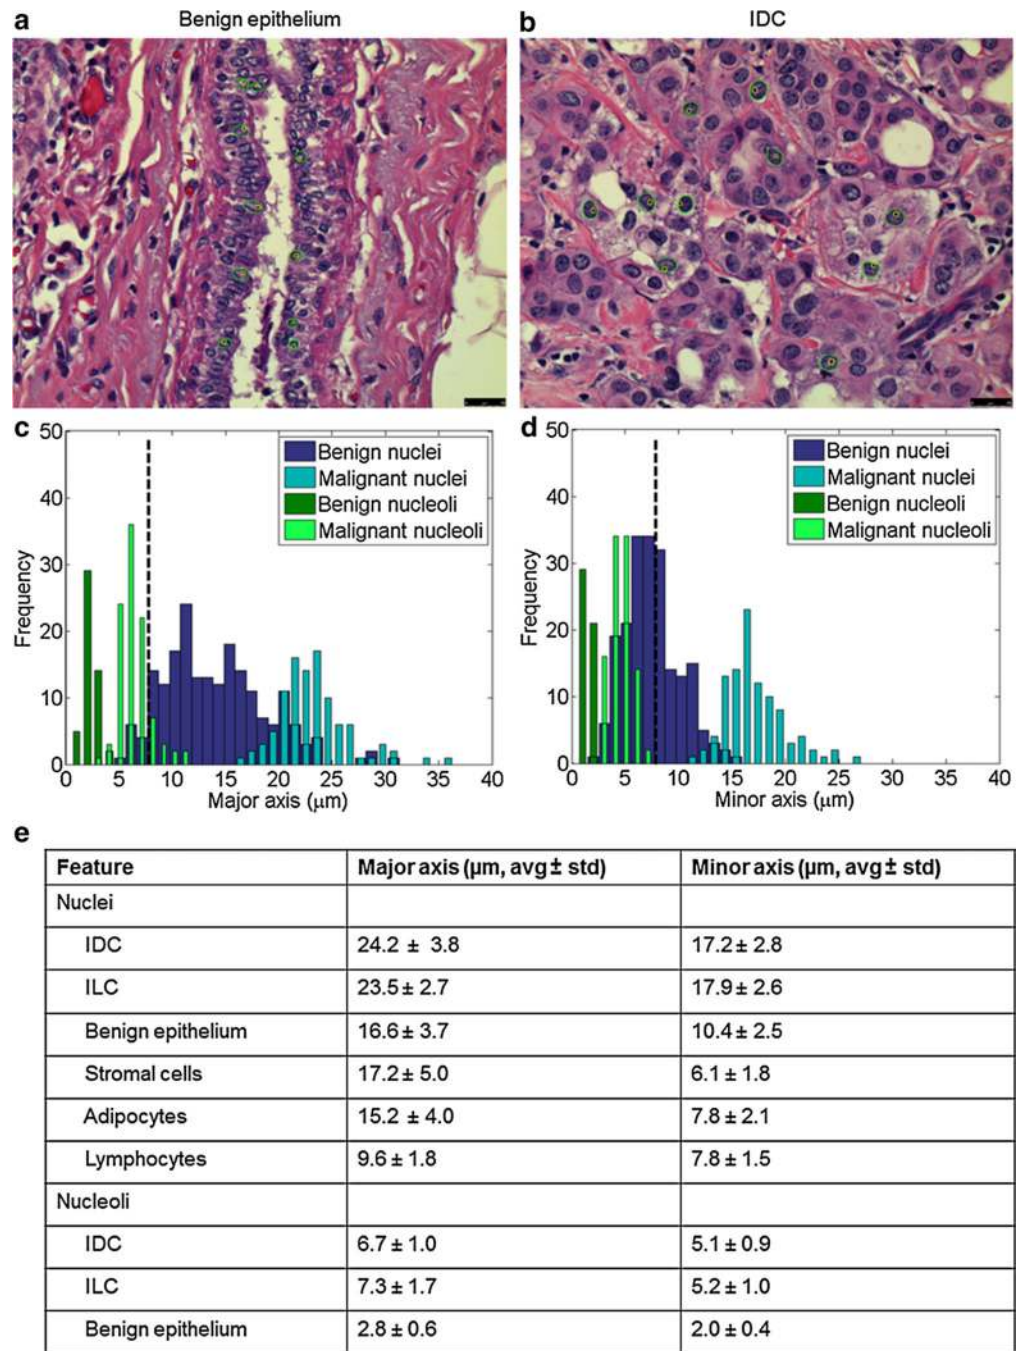 a Benign epithelium
b IDC
c
50
40
30
20
10
0
Frequency
Benign nuclei
Malignant nuclei
Benign nucleoli
Malignant nucleoli
0 5 10 15 20 25 30 35 40
Major axis (μm)
d
50
40
30
20
10
0
Frequency
Benign nuclei
Malignant nuclei
Benign nucleoli
Malignant nucleoli
0 5 10 15 20 25 30 35 40
Minor axis (μm)
e
Feature Major axis (μm, avg ± std) Minor axis (μm, avg ± std)
Nuclei
IDC 24.2 ± 3.8 17.2 ± 2.8
ILC 23.5 ± 2.7 17.9 ± 2.6
Benign epithelium 16.6 ± 3.7 10.4 ± 2.5
Stromal cells 17.2 ± 5.0 6.1 ± 1.8
Adipocytes 15.2 ± 4.0 7.8 ± 2.1
Lymphocytes 9.6 ± 1.8 7.8 ± 1.5
Nucleoli
IDC 6.7 ± 1.0 5.1 ± 0.9
ILC 7.3 ± 1.7 5.2 ± 1.0
Benign epithelium 2.8 ± 0.6 2.0 ± 0.4